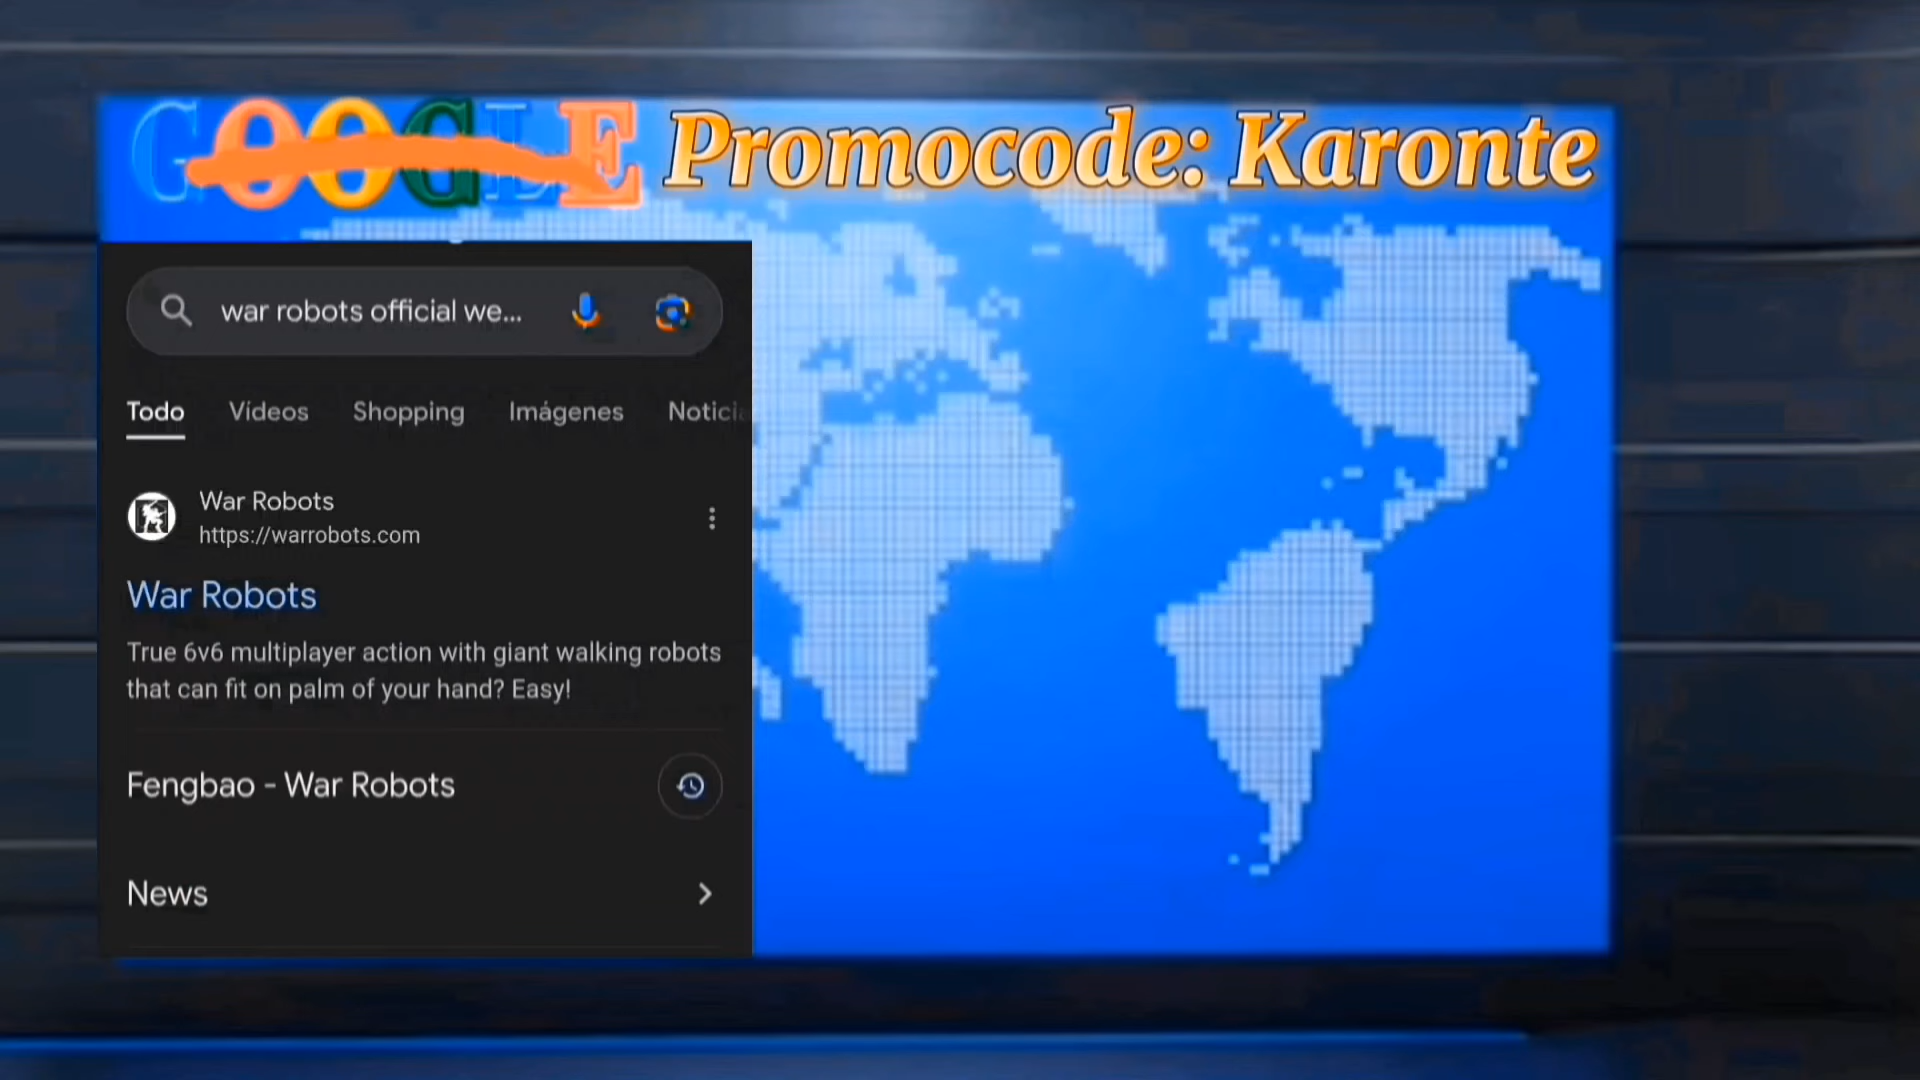 GOOGLE Promocode: Karonte
war robots official we...
Todo Vídeos Shopping Imágenes Notici
War Robots
https://warrobots.com
War Robots
True 6v6 multiplayer action with giant walking robots
that can fit on palm of your hand? Easy!
Fengbao - War Robots
News